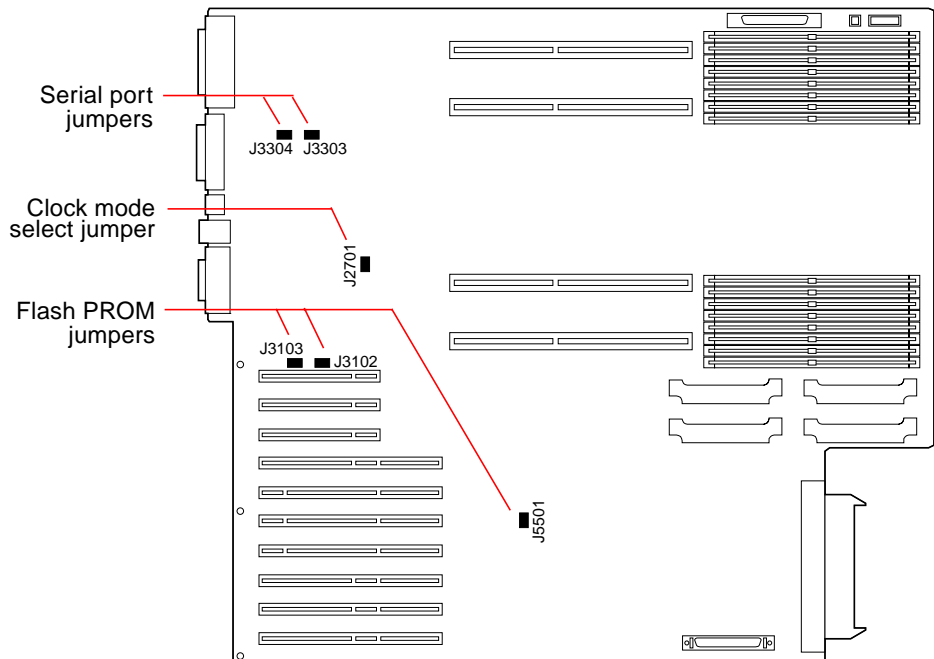 Serial port
jumpers
J3304
J3303
Clock mode
select jumper
J2701
Flash PROM
jumpers
J3103
J3102
J5501